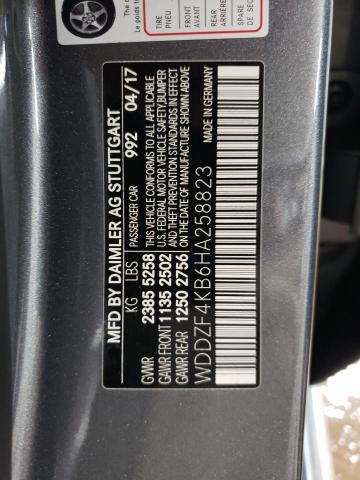 TIRE
PNEU
FRONT
AVANT
REAR
ARRIÈRE
SPARE
DE SECO
MFD BY DAIMLER AG STUTTGART
KG LBS PASSENGER CAR 992 04/17
GVWR 2385 5258 THIS VEHICLE CONFORMS TO ALL APPLICABLE
GAWR FRONT 1135 2502 U.S. FEDERAL MOTOR VEHICLE SAFETY,BUMPER
AND THEFT PREVENTION STANDARDS IN EFFECT
GAWR REAR 1250 2756 ON THE DATE OF MANUFACTURE SHOWN ABOVE
WDDZF4KB6HA258823 MADE IN GERMANY